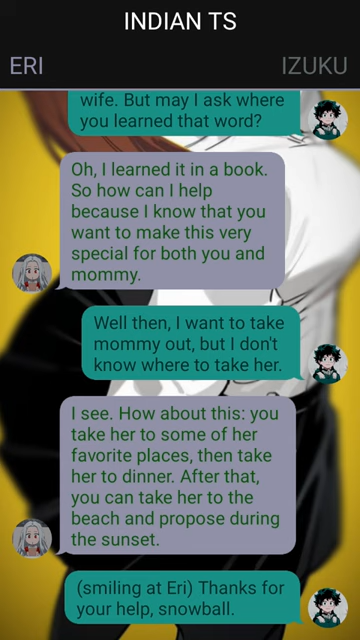 INDIAN TS
ERI
IZUKU
wife. But may I ask where
you learned that word?
Oh, I learned it in a book.
So how can I help
because I know that you
want to make this very
special for both you and
mommy.
Well then, I want to take
mommy out, but I don't
know where to take her.
I see. How about this: you
take her to some of her
favorite places, then take
her to dinner. After that,
you can take her to the
beach and propose during
the sunset.
(smiling at Eri) Thanks for
your help, snowball.